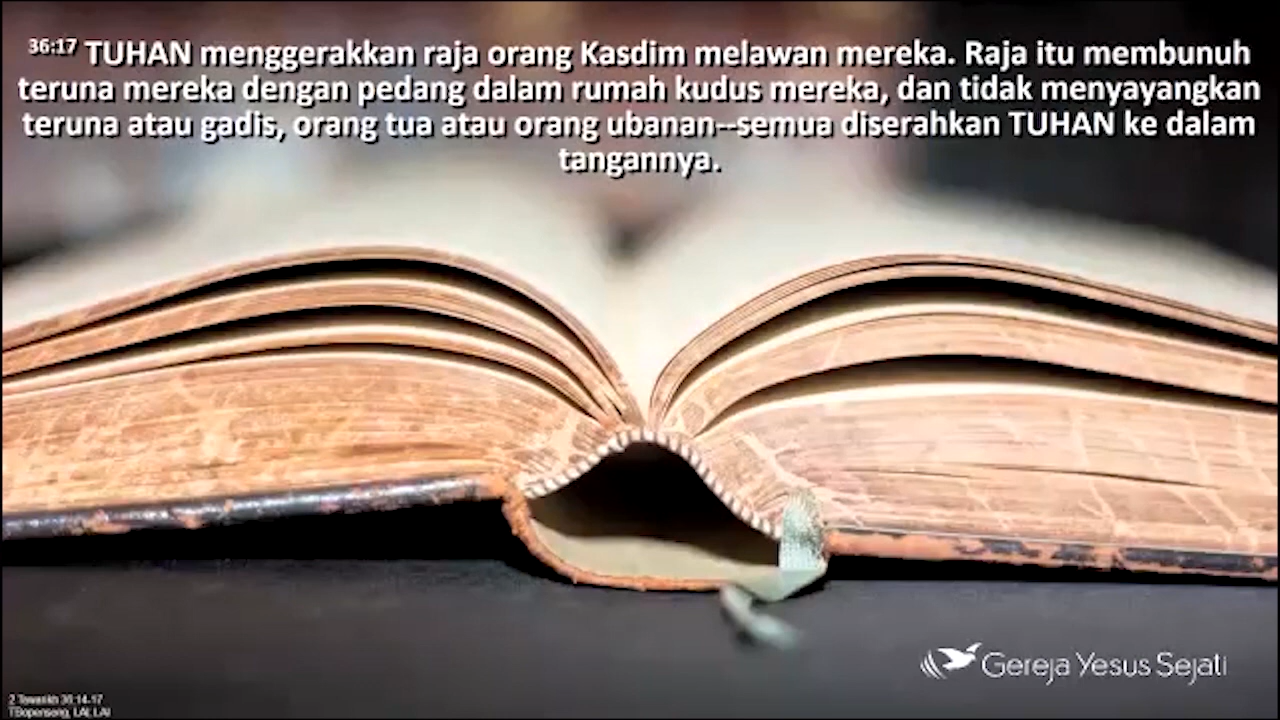 36:17 TUHAN menggerakkan raja orang Kasdim melawan mereka. Raja itu membunuh
teruna mereka dengan pedang dalam rumah kudus mereka, dan tidak menyayangkan
teruna atau gadis, orang tua atau orang ubanan--semua diserahkan TUHAN ke dalam
tangannya.
Gereja Yesus Sejati
2 Tawarikh 36:14-17